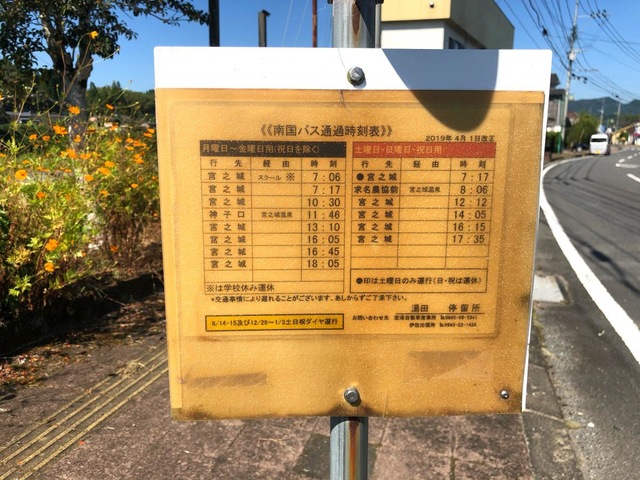 《《南国バス通過時刻表》》
2019年 4月 1日改正
月曜日～金曜日用(祝日を除く) 土曜日・日曜日・祝日用
行 先 経 由 時 刻 行 先 経 由 時 刻
宮之城 スクール ※ 7：06 ●宮之城 7：17
宮之城 7：17 求名農協前 宮之城温泉 8：06
宮之城 10：30 宮之城 12：12
神子口 宮之城温泉 11：46 宮之城 14：05
宮之城 13：10 宮之城 16：15
宮之城 16：05 宮之城 17：35
宮之城 16：45
宮之城 18：05
※は学校休み運休 ●印は土曜日のみ運行(日・祝は運休)
*交通事情により遅れることがございます、あしからずご了承下さい。
湯田 停留所
8/14-15及び12/29～1/3土日祝ダイヤ運行
お問い合わせ先